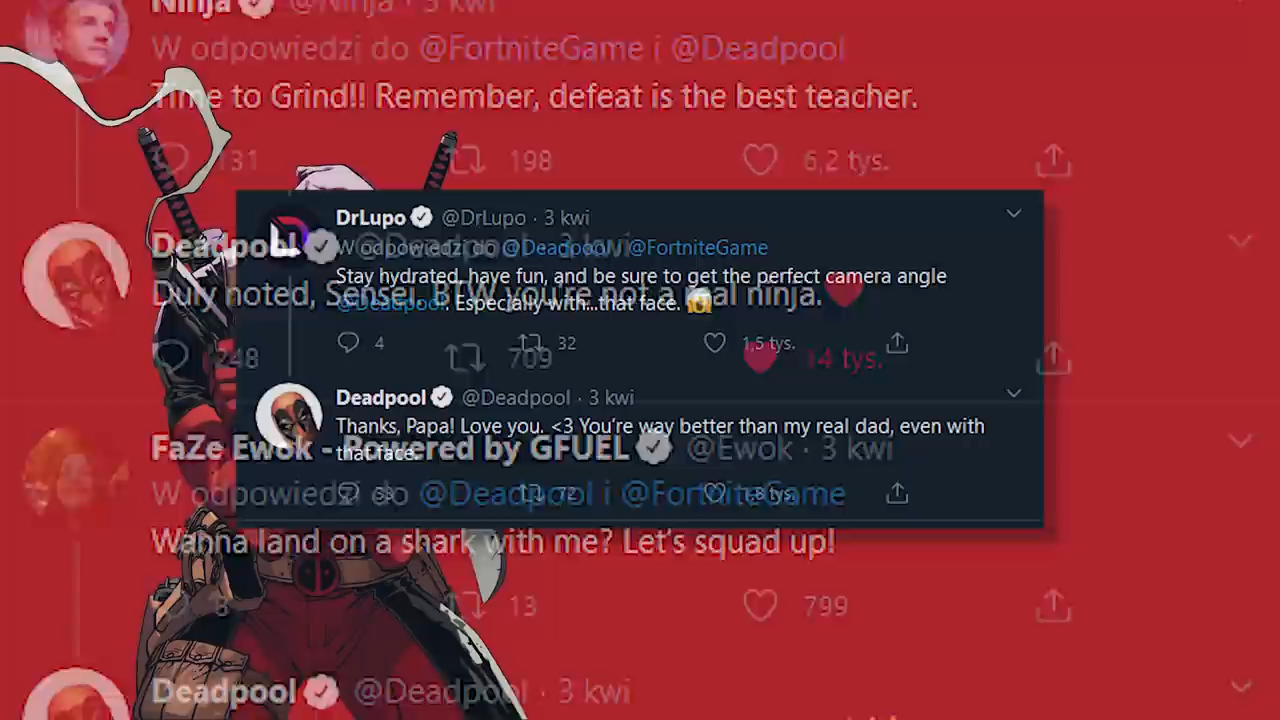 Ninja @Ninja · 3 kwi
W odpowiedzi do @FortniteGame i @Deadpool
Time to Grind!! Remember, defeat is the best teacher.
131 198 6,2 tys.
DrLupo @DrLupo · 3 kwi
W odpowiedzi do @Deadpool i @FortniteGame
Stay hydrated, have fun, and be sure to get the perfect camera angle
@Deadpool!. Especially with...that face. 😱
4 32 1,5 tys.
Deadpool @Deadpool · 3 kwi
Thanks, Papa! Love you. <3 You're way better than my real dad, even with
that face.
72 1,8 tys.
Deadpool @Deadpool · 3 kwi
Duly noted, Sensei. BTW you're not a real ninja.
248 709 14 tys.
FaZe Ewok - Powered by GFUEL @Ewok · 3 kwi
W odpowiedzi do @Deadpool i @FortniteGame
Wanna land on a shark with me? Let's squad up!
13 799
Deadpool @Deadpool · 3 kwi